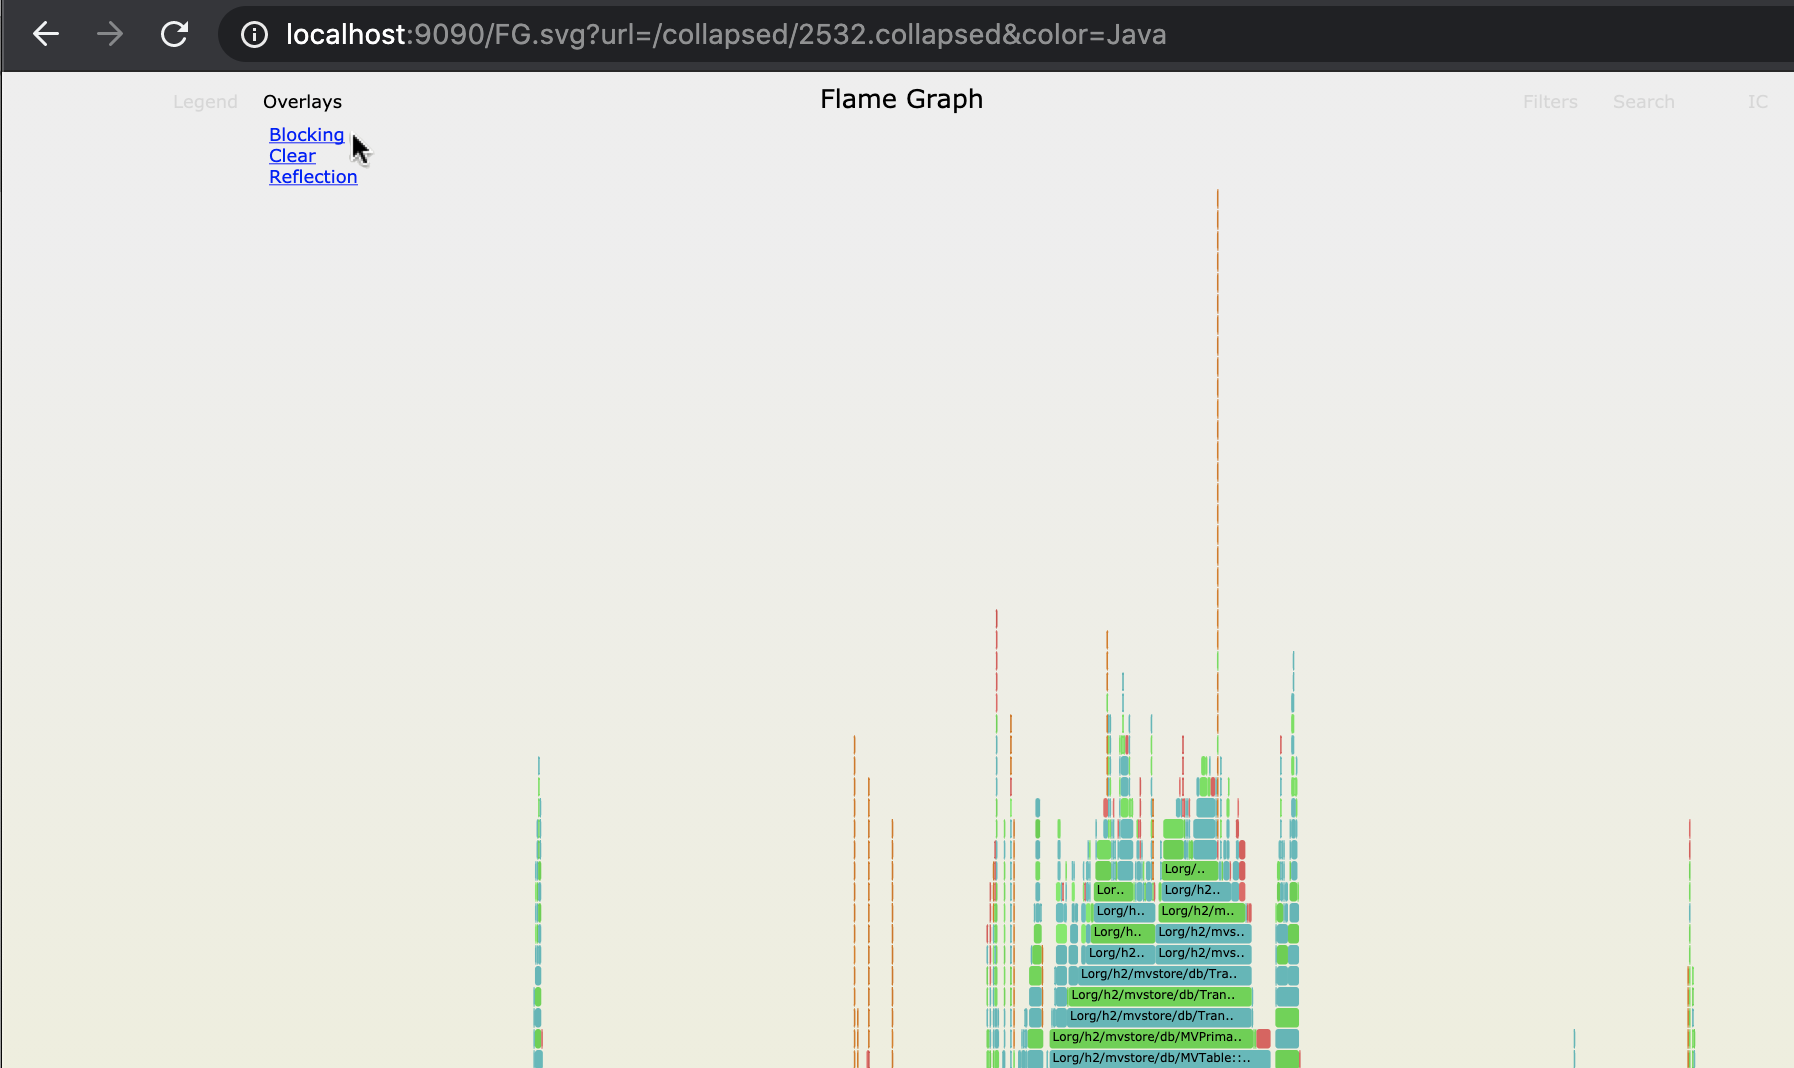 localhost:9090/FG.svg?url=/collapsed/2532.collapsed&color=Java
Legend Overlays Flame Graph Filters Search IC
Blocking
Clear
Reflection
Lorg/..
Lor.. Lorg/h2..
Lorg/h.. Lorg/h2/m..
Lorg/h.. Lorg/h2/mvs..
Lorg/h2.. Lorg/h2/mvs..
Lorg/h2/mvstore/db/Tra..
Lorg/h2/mvstore/db/Tran..
Lorg/h2/mvstore/db/Tran..
Lorg/h2/mvstore/db/MVPrima..
Lorg/h2/mvstore/db/MVTable::..